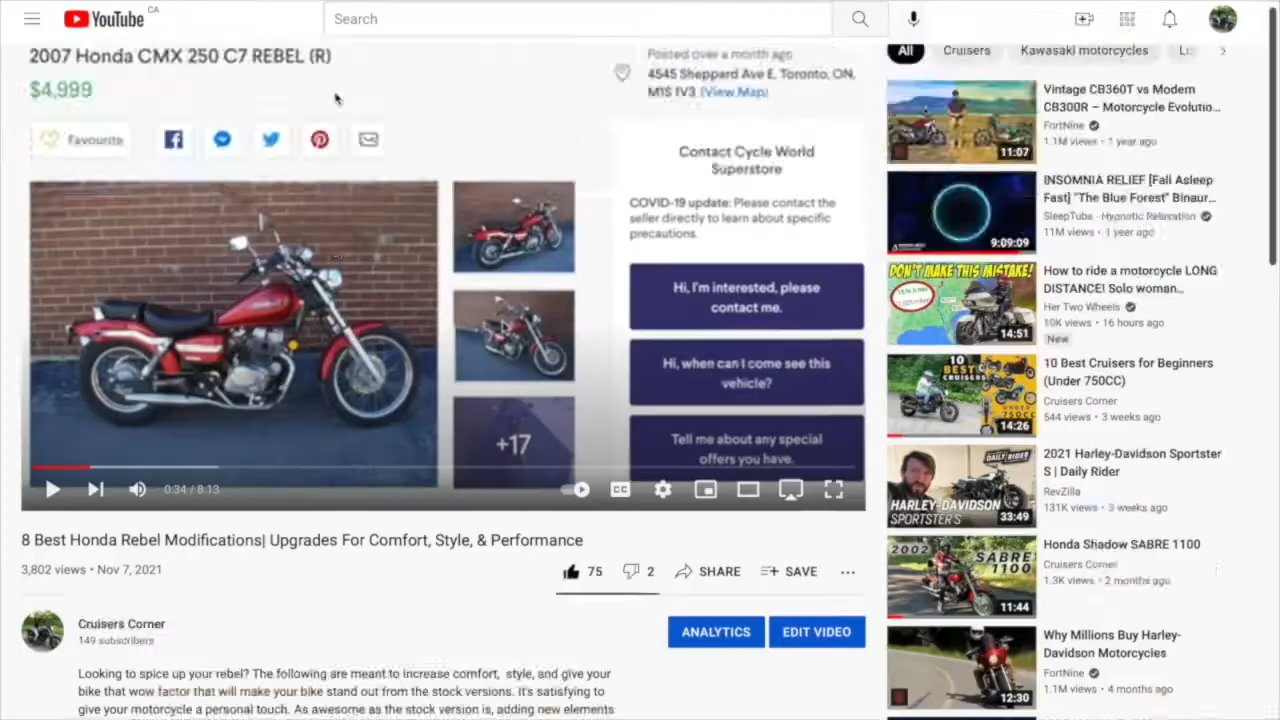 YouTube CA
Search
2007 Honda CMX 250 C7 REBEL (R)
$4,999
Favourite
Posted over a month ago
4545 Sheppard Ave E, Toronto, ON,
M1S 1V3 (View Map)
Contact Cycle World
Superstore
COVID-19 update: Please contact the
seller directly to learn about specific
precautions.
Hi, I'm interested, please
contact me.
Hi, when can I come see this
vehicle?
Tell me about any special
offers you have.
+17
0:34 / 8:13
CC
8 Best Honda Rebel Modifications| Upgrades For Comfort, Style, & Performance
3,802 views • Nov 7, 2021
75
2
SHARE
SAVE
Cruisers Corner
149 subscribers
ANALYTICS
EDIT VIDEO
Looking to spice up your rebel? The following are meant to increase comfort, style, and give your
bike that wow factor that will make your bike stand out from the stock versions. It's satisfying to
give your motorcycle a personal touch. As awesome as the stock version is, adding new elements
All
Cruisers
Kawasaki motorcycles
Vintage CB360T vs Modern
CB300R – Motorcycle Evolutio...
FortNine
1.1M views • 1 year ago
11:07
INSOMNIA RELIEF [Fall Asleep
Fast] "The Blue Forest" Binaur...
SleepTube - Hypnotic Relaxation
11M views • 1 year ago
9:09:09
DON'T MAKE THIS MISTAKE!
How to ride a motorcycle LONG
DISTANCE! Solo woman...
Her Two Wheels
10K views • 16 hours ago
New
14:51
10 BEST CRUISERS
UNDER 750CC
10 Best Cruisers for Beginners
(Under 750CC)
Cruisers Corner
544 views • 3 weeks ago
14:26
DAILY RIDER
HARLEY-DAVIDSON
SPORTSTER S
2021 Harley-Davidson Sportster
S | Daily Rider
RevZilla
131K views • 3 weeks ago
33:49
2002 SABRE
1100
Honda Shadow SABRE 1100
Cruisers Corner
1.3K views • 2 months ago
11:44
Why Millions Buy Harley-
Davidson Motorcycles
FortNine
1.1M views • 4 months ago
12:30